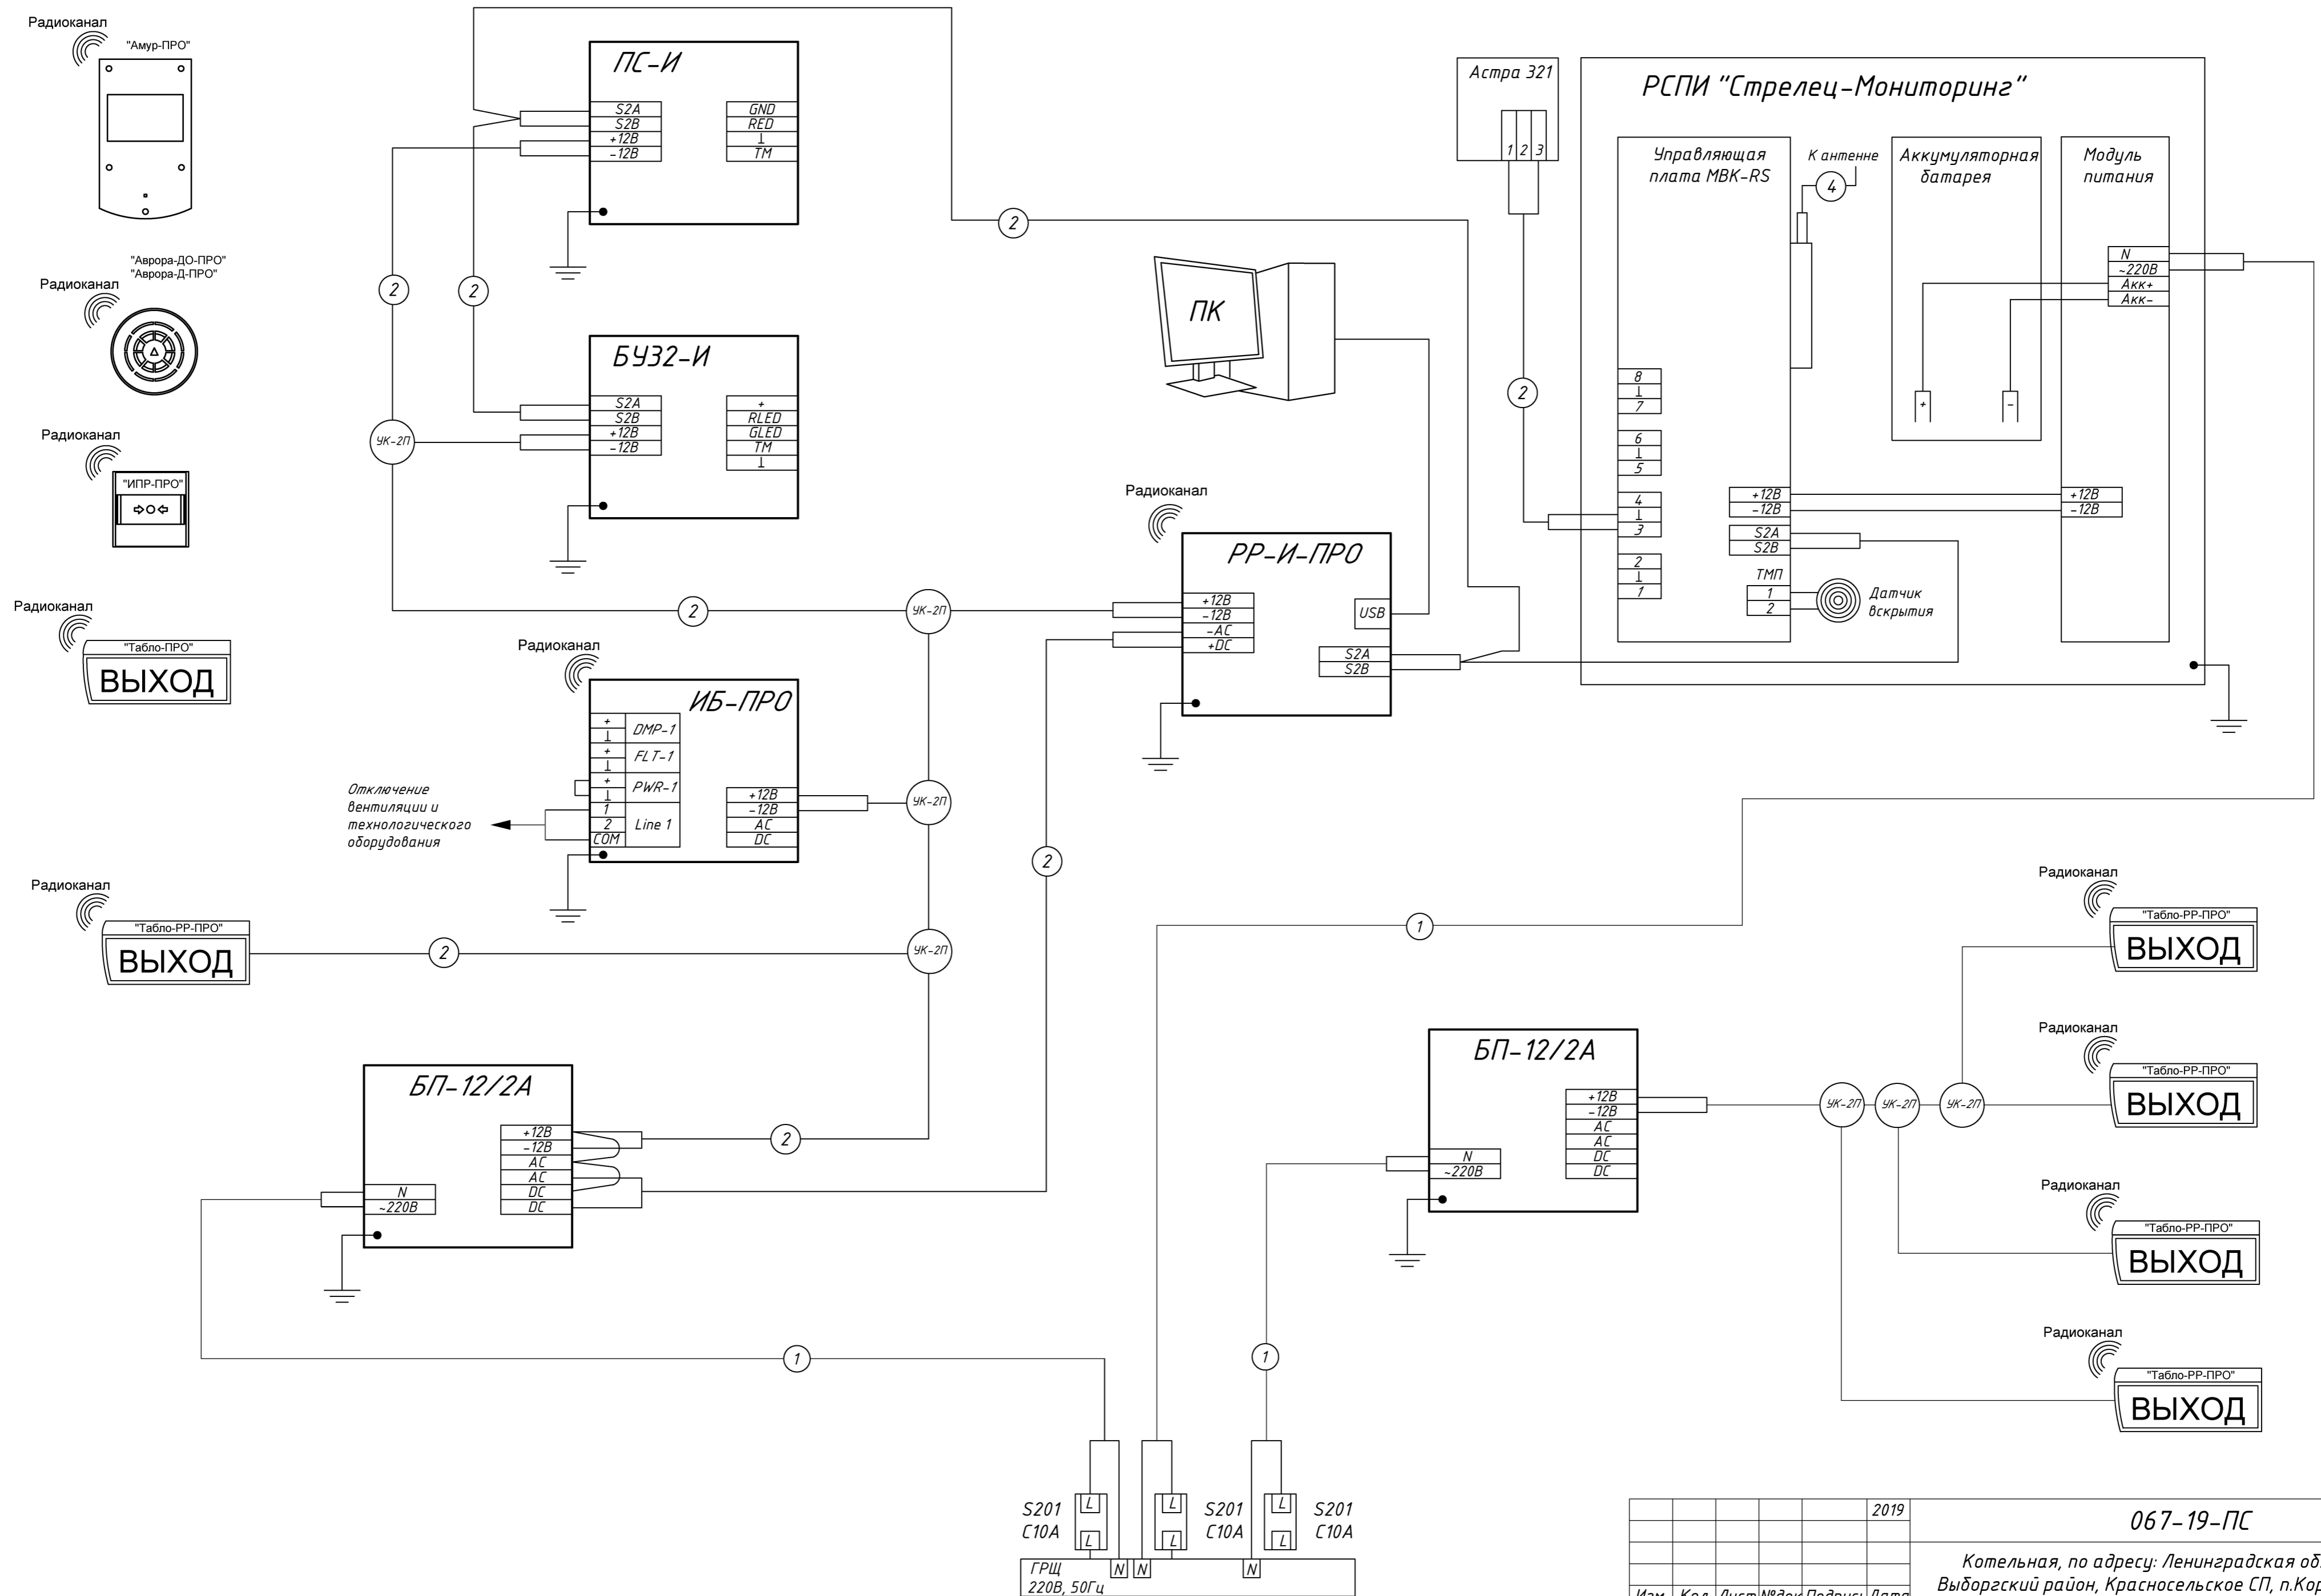 Радиоканал
"Амур-ПРО"
"Аврора-ДО-ПРО"
"Аврора-Д-ПРО"
Радиоканал
Радиоканал
"ИПР-ПРО"
Радиоканал
"Табло-ПРО"
ВЫХОД
Радиоканал
"Табло-РР-ПРО"
ВЫХОД
2
ПС-И
S2A
S2B
+12В
-12В
GND
RED
⊥
TM
2
2
2
БУ32-И
S2A
S2B
+12В
-12В
+
RLED
GLED
TM
⊥
УК-2П
2
УК-2П
Радиоканал
ИБ-ПРО
+
⊥
DMP-1
+
⊥
FLT-1
+
⊥
PWR-1
1
2
COM
Line 1
+12В
-12В
AC
DC
Отключение
вентиляции и
технологического
оборудования
УК-2П
УК-2П
2
БП-12/2А
+12В
-12В
AC
AC
DC
DC
N
~220В
2
1
ПК
Радиоканал
РР-И-ПРО
+12В
-12В
-AC
+DC
USB
S2A
S2B
Астра 321
1 2 3
2
РСПИ "Стрелец-Мониторинг"
Управляющая
плата МВК-RS
К антенне
4
Аккумуляторная
батарея
+
-
Модуль
питания
N
~220В
Акк+
Акк-
8
⊥
7
6
⊥
5
4
⊥
3
2
⊥
1
+12В
-12В
+12В
-12В
S2A
S2B
ТМП
1
2
Датчик
вскрытия
2
1
БП-12/2А
+12В
-12В
AC
AC
DC
DC
N
~220В
1
УК-2П
УК-2П
УК-2П
Радиоканал
"Табло-РР-ПРО"
ВЫХОД
Радиоканал
"Табло-РР-ПРО"
ВЫХОД
Радиоканал
"Табло-РР-ПРО"
ВЫХОД
Радиоканал
"Табло-РР-ПРО"
ВЫХОД
S201
C10A
L
L
L
L
S201
C10A
L
L
S201
C10A
ГРЩ
220В, 50Гц
N N N
2019
067-19-ПС
Котельная, по адресу: Ленинградская об
Выборгский район, Красносельское СП, п.Кор
Изм. Кол. Лист №док Подпись Дата